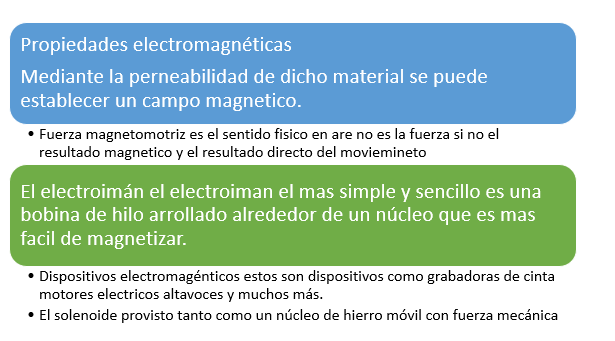 Propiedades electromagnéticas
Mediante la perneabilidad de dicho material se puede
establecer un campo magnetico.
• Fuerza magnetomotriz es el sentido fisico en are no es la fuerza si no el
resultado magnetico y el resultado directo del moviemineto
El electroimán el electroiman el mas simple y sencillo es una
bobina de hilo arrollado alrededor de un núcleo que es mas
facil de magnetizar.
• Dispositivos electromagénticos estos son dispositivos como grabadoras de cinta
motores electricos altavoces y muchos más.
• El solenoide provisto tanto como un núcleo de hierro móvil con fuerza mecánica